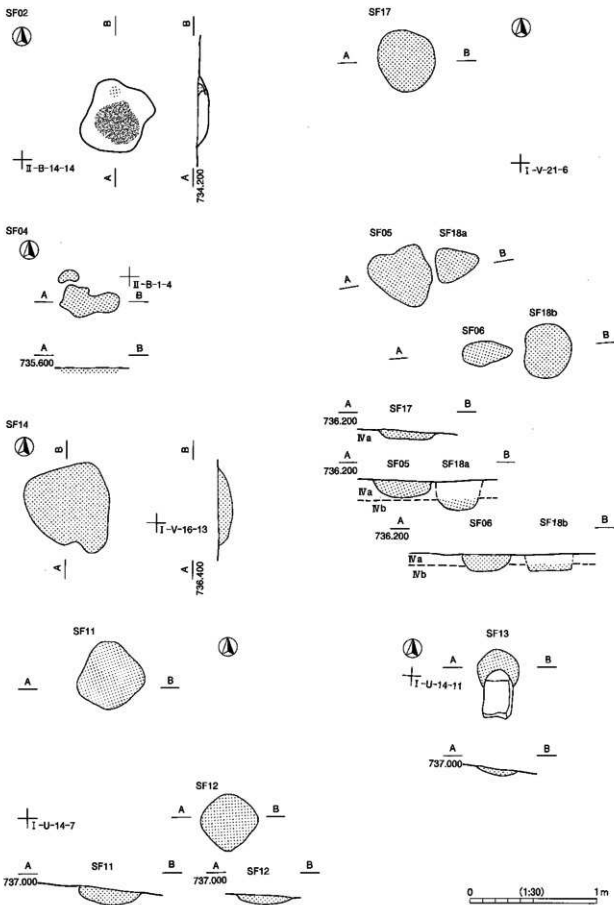 SF02
B
B
A
A
734.200
II-B-14-14
SF17
A
B
I-V-21-6
SF04
II-B-1-4
A
B
A
B
735.600
SF05
SF18a
A
B
SF18b
SF06
A
B
A
SF17
B
736.200
IVa
A
SF05
SF18a
B
736.200
IVa
IVb
A
SF06
SF18b
B
736.200
IVa
IVb
SF14
B
B
I-V-16-13
A
A
736.400
SF11
A
B
I-U-14-7
SF12
A
B
A
SF11
B
737.000
A
SF12
B
737.000
SF13
A
B
I-U-14-11
A
B
737.000
0 (1:30) 1m